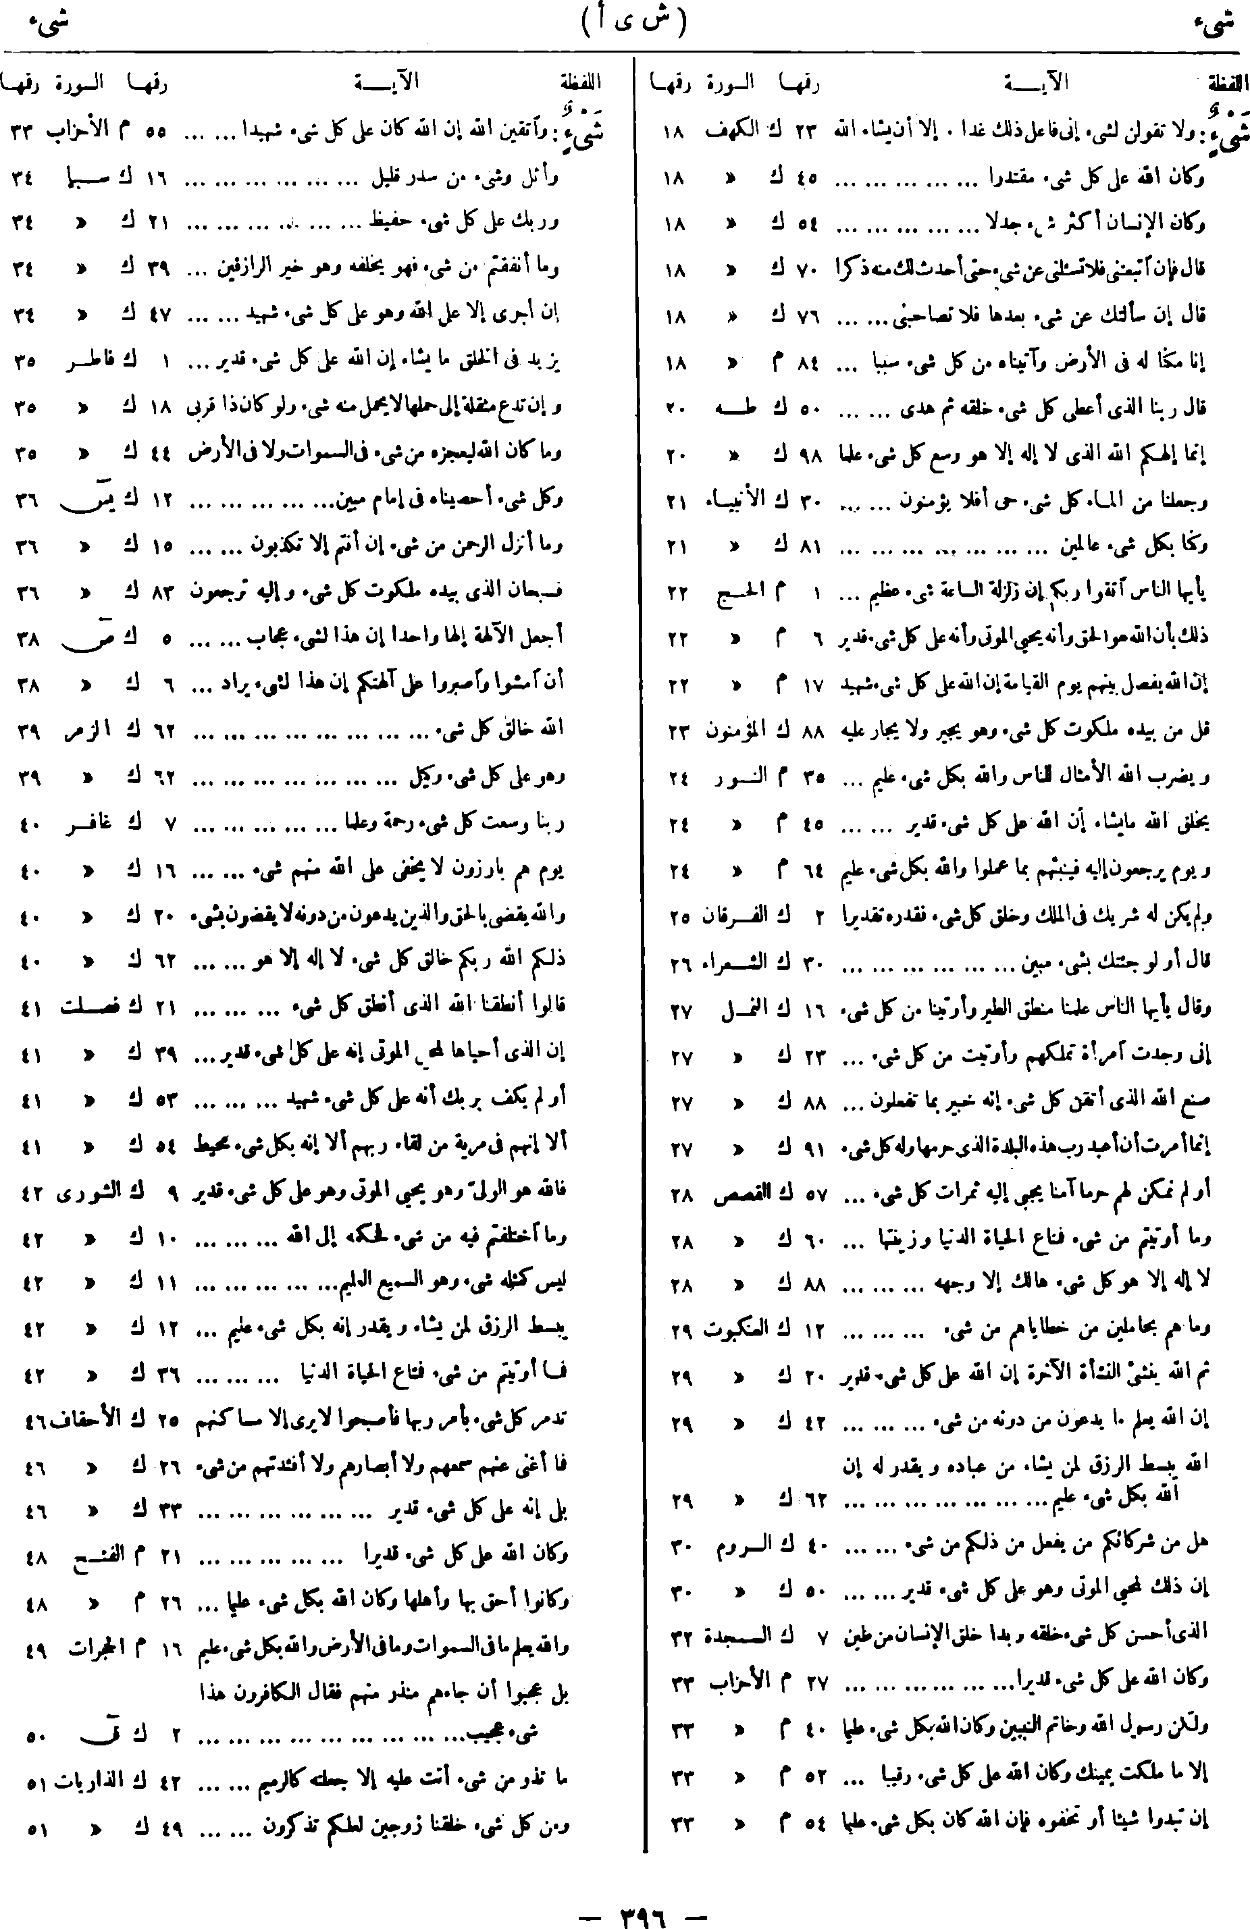 شىء (ش ى أ) شىء
اللفظة الآيـــة رقمها السورة رقمها
شَىْءٌ: ولا تقولن لشىء إنى فاعل ذلك غدا . إلا أن يشاء الله ٢٣ ك الكهف ١٨
وكان الله على كل شىء مقتدرا ... ... ... ... ... ٤٥ ك « ١٨
وكان الإنسان أكثر شىء جدلا ... ... ... ... ... ٥٤ ك « ١٨
قال فإن اتبعتنى فلا تسئلنى عن شىء حتى أحدث لك منه ذكرا ٧٠ ك « ١٨
قال إن سألتك عن شىء بعدها فلا تصاحبنى ... ... ٧٦ ك « ١٨
إنا مكنا له فى الأرض وآتيناه من كل شىء سببا ... ٨٤ م « ١٨
قال ربنا الذى أعطى كل شىء خلقه ثم هدى ... ... ٥٠ ك طـــه ٢٠
إنما إلهكم الله الذى لا إله إلا هو وسع كل شىء علما ٩٨ ك « ٢٠
وجعلنا من الماء كل شىء حى أفلا يؤمنون ... ... ٣٠ ك الأنبياء ٢١
وكنا بكل شىء عالمين ... ... ... ... ... ... ... ٨١ ك « ٢١
يأيها الناس اتقوا ربكم إن زلزلة الساعة شىء عظيم ... ١ م الحـج ٢٢
ذلك بأن الله هو الحق وأنه يحيي الموتى وأنه على كل شىء قدير ٦ م « ٢٢
إن الله يفصل بينهم يوم القيامة إن الله على كل شىء شهيد ١٧ م « ٢٢
قل من بيده ملكوت كل شىء وهو يجير ولا يجار عليه ٨٨ ك المؤمنون ٢٣
ويضرب الله الأمثال للناس والله بكل شىء عليم ... ٣٥ م النـور ٢٤
يخلق الله مايشاء إن الله على كل شىء قدير ... ... ٤٥ م « ٢٤
ويوم يرجعون إليه فينبئهم بما عملوا والله بكل شىء عليم ٦٤ م « ٢٤
ولم يكن له شريك فى الملك وخلق كل شىء فقدره تقديرا ٢ ك الفـرقان ٢٥
قال أو لو جئتك بشىء مبين ... ... ... ... ... ... ٣٠ ك الشـعراء ٢٦
وقال يأيها الناس علمنا منطق الطير وأوتينا من كل شىء ١٦ ك النمـل ٢٧
إنى وجدت امرأة تملكهم وأوتيت من كل شىء ... ٢٣ ك « ٢٧
صنع الله الذى أتقن كل شىء إنه خبير بما تفعلون ... ٨٨ ك « ٢٧
إنما أمرت أن أعبد رب هذه البلدة الذى حرمها وله كل شىء ٩١ ك « ٢٧
أو لم نمكن لهم حرما آمنا يجبى إليه ثمرات كل شىء ... ٥٧ ك القصص ٢٨
وما أوتيتم من شىء فمتاع الحياة الدنيا وزينتها ... ٦٠ ك « ٢٨
لا إله إلا هو كل شىء هالك إلا وجهه ... ... ... ٨٨ ك « ٢٨
وما هم بحاملين من خطاياهم من شىء ... ... ... ١٢ ك العنكبوت ٢٩
ثم الله ينشئ النشأة الآخرة إن الله على كل شىء قدير ٢٠ ك « ٢٩
إن الله يعلم ما يدعون من دونه من شىء ... ... ... ٤٢ ك « ٢٩
الله يبسط الرزق لمن يشاء من عباده ويقدر له إن
الله بكل شىء عليم ... ... ... ... ... ... ... ٦٢ ك « ٢٩
هل من شركائكم من يفعل من ذلكم من شىء ... ... ٤٠ ك الـروم ٣٠
إن ذلك لمحيي الموتى وهو على كل شىء قدير ... ... ٥٠ ك « ٣٠
الذى أحسن كل شىء خلقه وبدا خلق الإنسان من طين ٧ ك السـجدة ٣٢
وكان الله على كل شىء قديرا ... ... ... ... ... ... ٢٧ م الأحزاب ٣٣
ولكن رسول الله وخاتم النبيين وكان الله بكل شىء عليما ٤٠ م « ٣٣
إلا ما ملكت يمينك وكان الله على كل شىء رقيبا ... ٥٢ م « ٣٣
إن تبدوا شيئا أو تخفوه فإن الله كان بكل شىء عليما ٥٤ م « ٣٣
اللفظة الآيـــة رقمها السورة رقمها
شَىْءٌ: واتقين الله إن الله كان على كل شىء شهيدا ... ... ٥٥ م الأحزاب ٣٣
وأثل وشىء من سدر قليل ... ... ... ... ... ... ١٦ ك سـبإ ٣٤
وربك على كل شىء حفيظ ... ... ... ... ... ... ٢١ ك « ٣٤
وما أنفقتم من شىء فهو يخلفه وهو خير الرازقين ... ٣٩ ك « ٣٤
إن أجرى إلا على الله وهو على كل شىء شهيد ... ... ٤٧ ك « ٣٤
يزيد فى الخلق ما يشاء إن الله على كل شىء قدير ... ١ ك فاطـر ٣٥
وإن تدع مثقلة إلى حملها لا يحمل منه شىء ولو كان ذا قربى ١٨ ك « ٣٥
وما كان الله ليعجزه من شىء فى السموات ولا فى الأرض ٤٤ ك « ٣٥
وكل شىء أحصيناه فى إمام مبين ... ... ... ... ... ١٢ ك يسۤ ٣٦
وما أنزل الرحمن من شىء إن أنتم إلا تكذبون ... ... ١٥ ك « ٣٦
فسبحان الذى بيده ملكوت كل شىء وإليه ترجعون ٨٣ ك « ٣٦
أجعل الآلهة إلها واحدا إن هذا لشىء عجاب ... ... ٥ ك صۤ ٣٨
أن امشوا واصبروا على آلهتكم إن هذا لشىء يراد ... ٦ ك « ٣٨
الله خالق كل شىء ... ... ... ... ... ... ... ... ٦٢ ك الزمر ٣٩
وهو على كل شىء وكيل ... ... ... ... ... ... ... ٦٢ ك « ٣٩
ربنا وسعت كل شىء رحمة وعلما ... ... ... ... ... ٧ ك غافـر ٤٠
يوم هم بارزون لا يخفى على الله منهم شىء ... ... ١٦ ك « ٤٠
والله يقضى بالحق والذين يدعون من دونه لا يقضون بشىء ٢٠ ك « ٤٠
ذلكم الله ربكم خالق كل شىء لا إله إلا هو ... ... ٦٢ ك « ٤٠
قالوا أنطقنا الله الذى أنطق كل شىء ... ... ... ٢١ ك فصـلت ٤١
إن الذى أحياها لمحيي الموتى إنه على كل شىء قدير ... ٣٩ ك « ٤١
أو لم يكف بربك أنه على كل شىء شهيد ... ... ... ٥٣ ك « ٤١
ألا إنهم فى مرية من لقاء ربهم ألا إنه بكل شىء محيط ٥٤ ك « ٤١
فالله هو الولىّ وهو يحيي الموتى وهو على كل شىء قدير ٩ ك الشورى ٤٢
وما اختلفتم فيه من شىء فحكمه إلى الله ... ... ... ١٠ ك « ٤٢
ليس كمثله شىء وهو السميع العليم ... ... ... ... ... ١١ ك « ٤٢
يبسط الرزق لمن يشاء ويقدر إنه بكل شىء عليم ... ١٢ ك « ٤٢
فـا أوتيتم من شىء فمتاع الحياة الدنيا ... ... ... ٣٦ ك « ٤٢
تدمر كل شىء بأمر ربها فأصبحوا لا يرى إلا مساكنهم ٢٥ ك الأحقاف ٤٦
فما أغنى عنهم سمعهم ولا أبصارهم ولا أفئدتهم من شىء ٢٦ ك « ٤٦
بلى إنه على كل شىء قدير ... ... ... ... ... ... ٣٣ ك « ٤٦
وكان الله على كل شىء قديرا ... ... ... ... ... ٢١ م الفتـح ٤٨
وكانوا أحق بها وأهلها وكان الله بكل شىء عليما ... ٢٦ م « ٤٨
والله يعلم ما فى السموات وما فى الأرض والله بكل شىء عليم ١٦ م الحجرات ٤٩
بل عجبوا أن جاءهم منذر منهم فقال الكافرون هذا
شىء عجيب ... ... ... ... ... ... ... ... ... ٢ ك قۤ ٥٠
ما تذر من شىء أتت عليه إلا جعلته كالرميم ... ... ٤٢ ك الذاريات ٥١
ومن كل شىء خلقنا زوجين لعلكم تذكرون ... ... ٤٩ ك « ٥١
— ٣٩٦ —